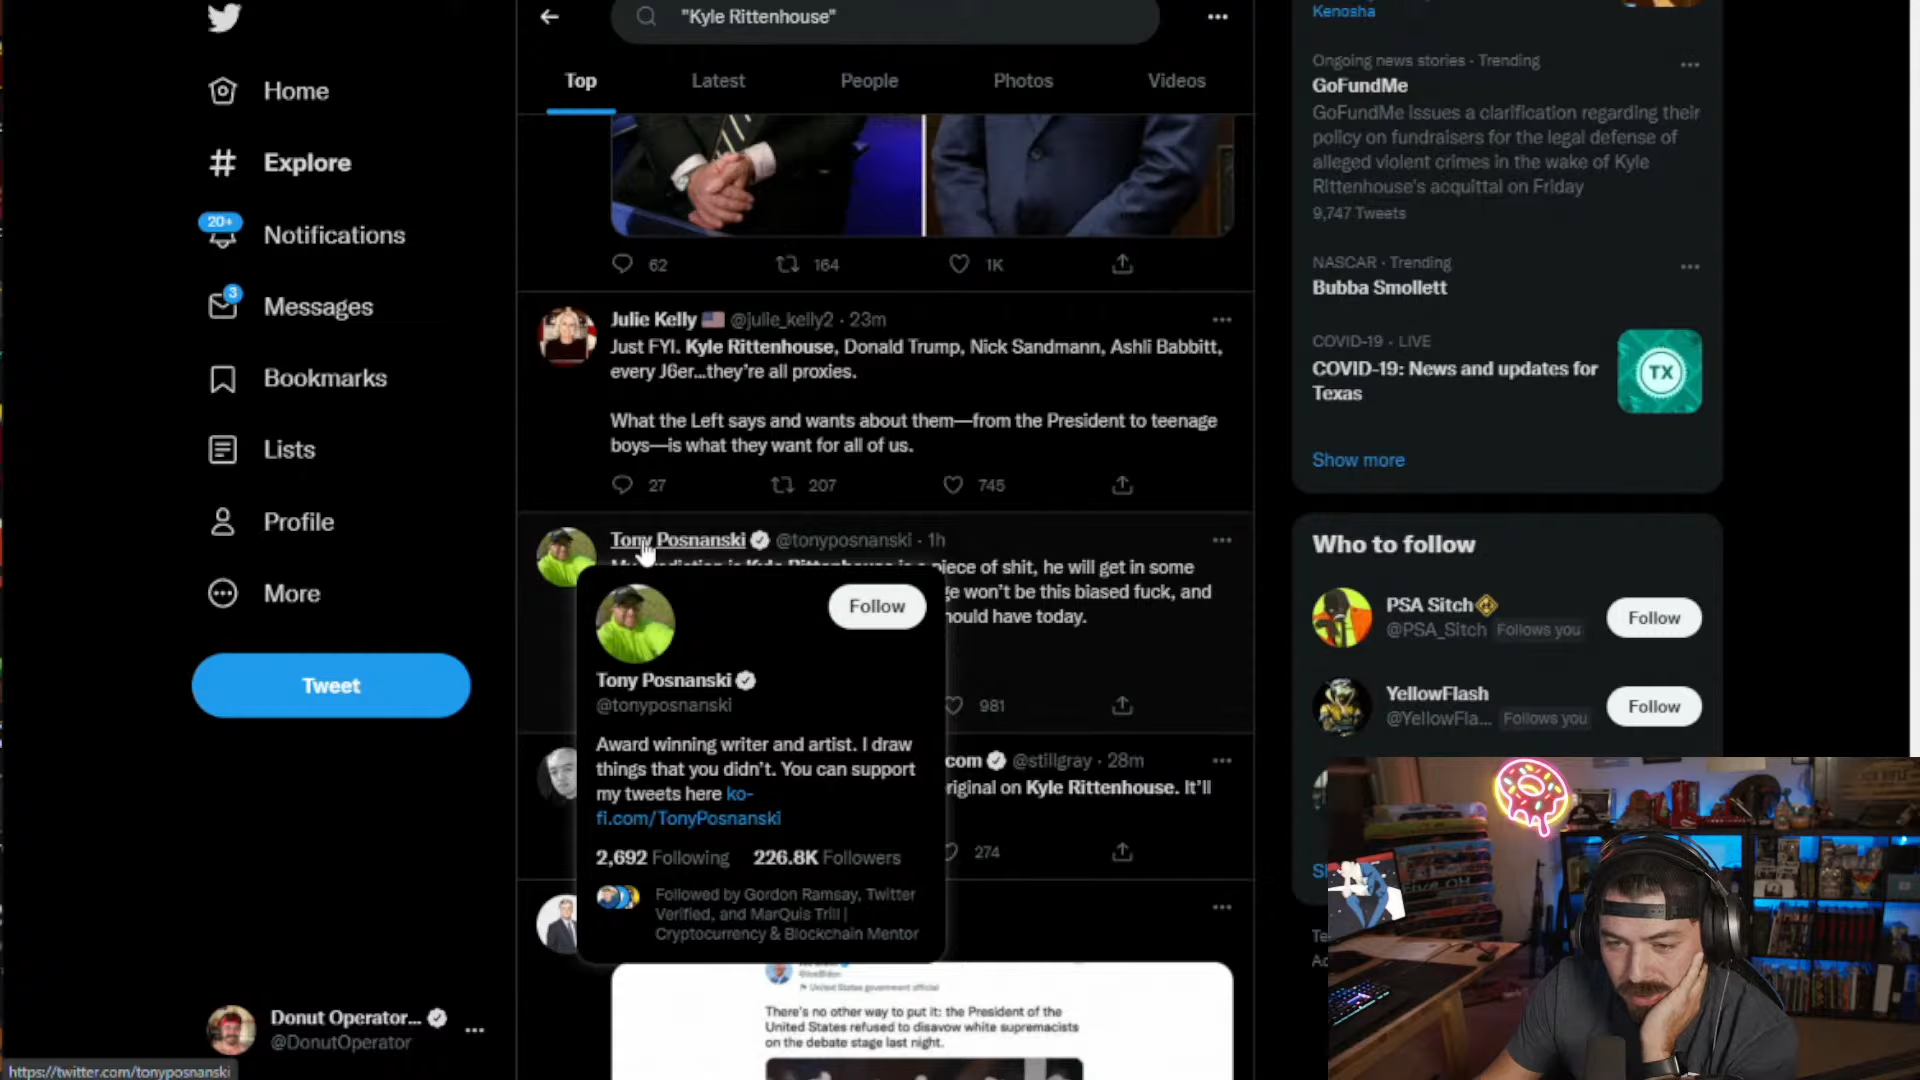 Home
Explore
20+
Notifications
3
Messages
Bookmarks
Lists
Profile
More
Tweet
Donut Operator...
@DonutOperator
https://twitter.com/tonyposnanski
"Kyle Rittenhouse"
Top
Latest
People
Photos
Videos
62
164
1K
Julie Kelly @julie_kelly2 · 23m
Just FYI. Kyle Rittenhouse, Donald Trump, Nick Sandmann, Ashli Babbitt,
every J6er...they're all proxies.
What the Left says and wants about them—from the President to teenage
boys—is what they want for all of us.
27
207
745
Tony Posnanski @tonyposnanski · 1h
piece of shit, he will get in some
won't be this biased fuck, and
should have today.
981
Follow
Tony Posnanski
@tonyposnanski
Award winning writer and artist. I draw
things that you didn't. You can support
my tweets here ko-
fi.com/TonyPosnanski
2,692 Following 226.8K Followers
Followed by Gordon Ramsay, Twitter
Verified, and MarQuis Trill |
Cryptocurrency & Blockchain Mentor
com @stillgray · 28m
original on Kyle Rittenhouse. It'll
274
United States government official
There's no other way to put it: the President of the
United States refused to disavow white supremacists
on the debate stage last night.
Kenosha
Ongoing news stories · Trending
GoFundMe
GoFundMe issues a clarification regarding their
policy on fundraisers for the legal defense of
alleged violent crimes in the wake of Kyle
Rittenhouse's acquittal on Friday
9,747 Tweets
NASCAR · Trending
Bubba Smollett
COVID-19 · LIVE
COVID-19: News and updates for
Texas
TX
Show more
Who to follow
PSA Sitch
@PSA_Sitch Follows you
Follow
YellowFlash
@YellowFla... Follows you
Follow